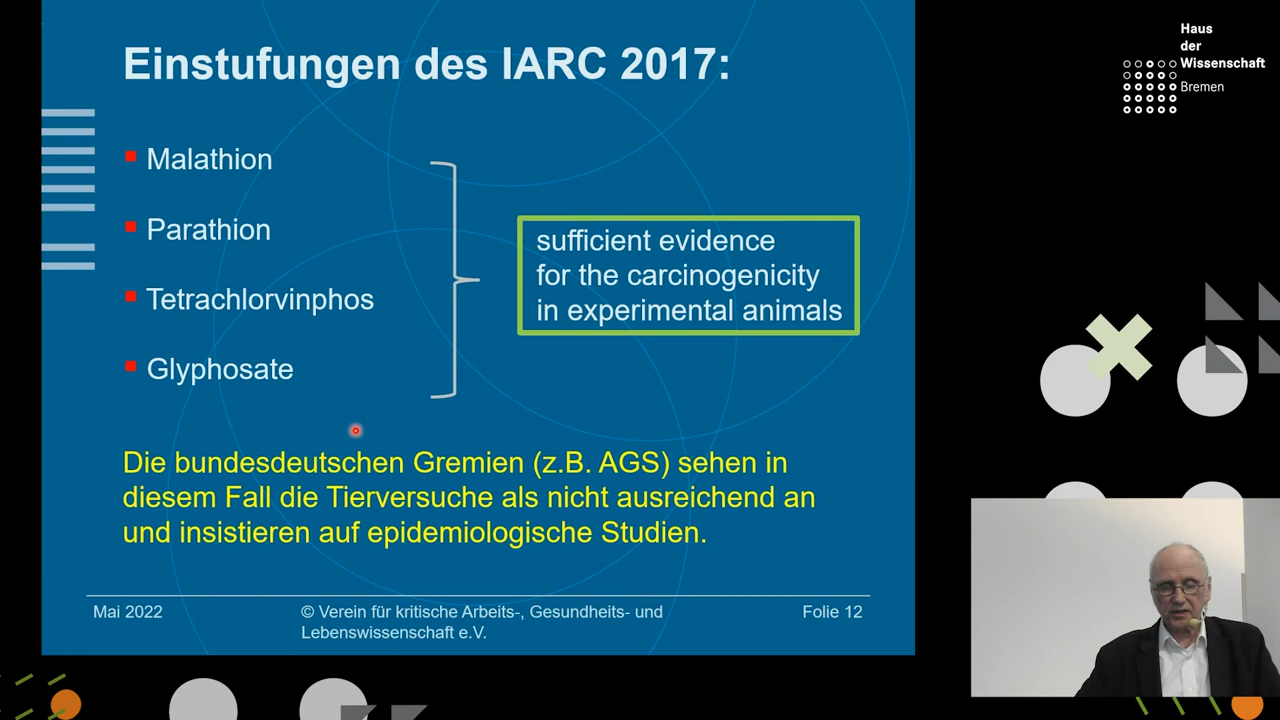 Einstufungen des IARC 2017:
Malathion
Parathion
Tetrachlorvinphos
Glyphosate
sufficient evidence
for the carcinogenicity
in experimental animals
Die bundesdeutschen Gremien (z.B. AGS) sehen in
diesem Fall die Tierversuche als nicht ausreichend an
und insistieren auf epidemiologische Studien.
Mai 2022
© Verein für kritische Arbeits-, Gesundheits- und
Lebenswissenschaft e.V.
Folie 12
Haus
der
Wissenschaft
Bremen